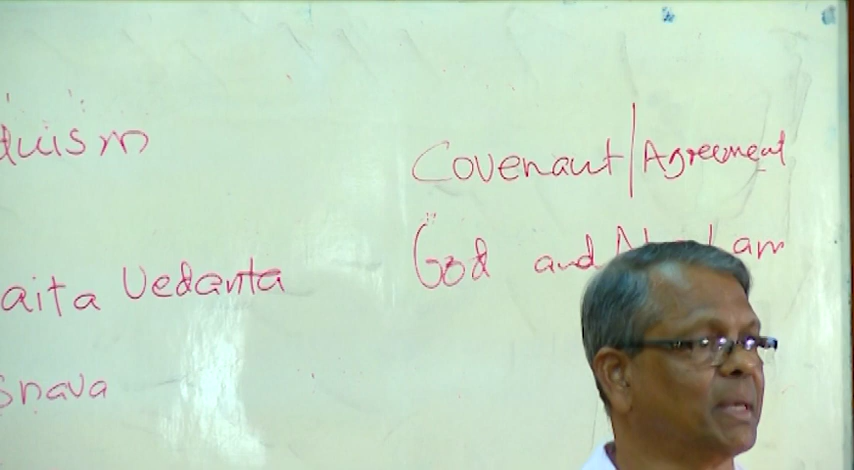 duism
aita Vedanta
snava
Covenant/Agreement
God and